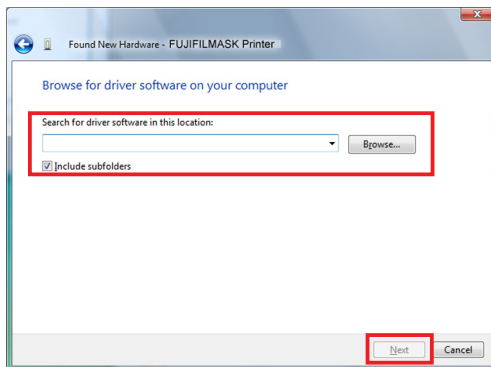 Found New Hardware - FUJIFILMASK Printer
Browse for driver software on your computer
Search for driver software in this location:
Browse...
Include subfolders
Next
Cancel